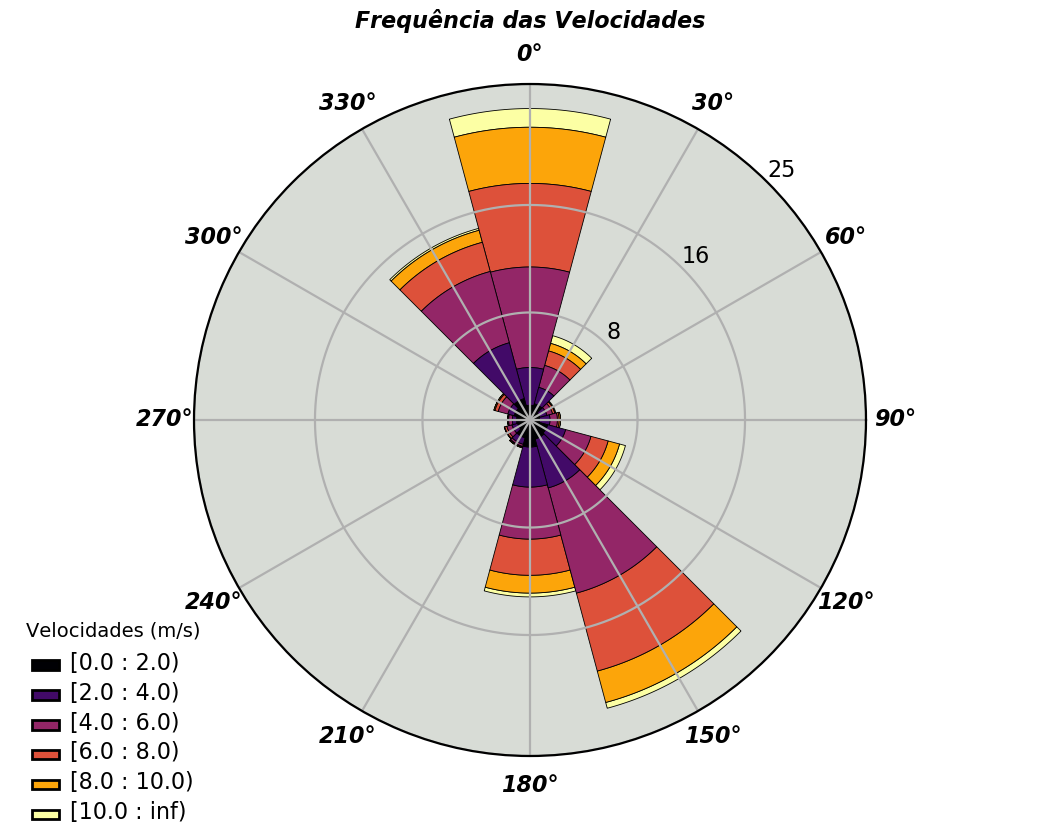 Frequência das Velocidades
0°
330°
30°
25
300°
60°
16
8
270°
90°
240°
120°
210°
150°
180°
Velocidades (m/s)
[0.0 : 2.0)
[2.0 : 4.0)
[4.0 : 6.0)
[6.0 : 8.0)
[8.0 : 10.0)
[10.0 : inf)